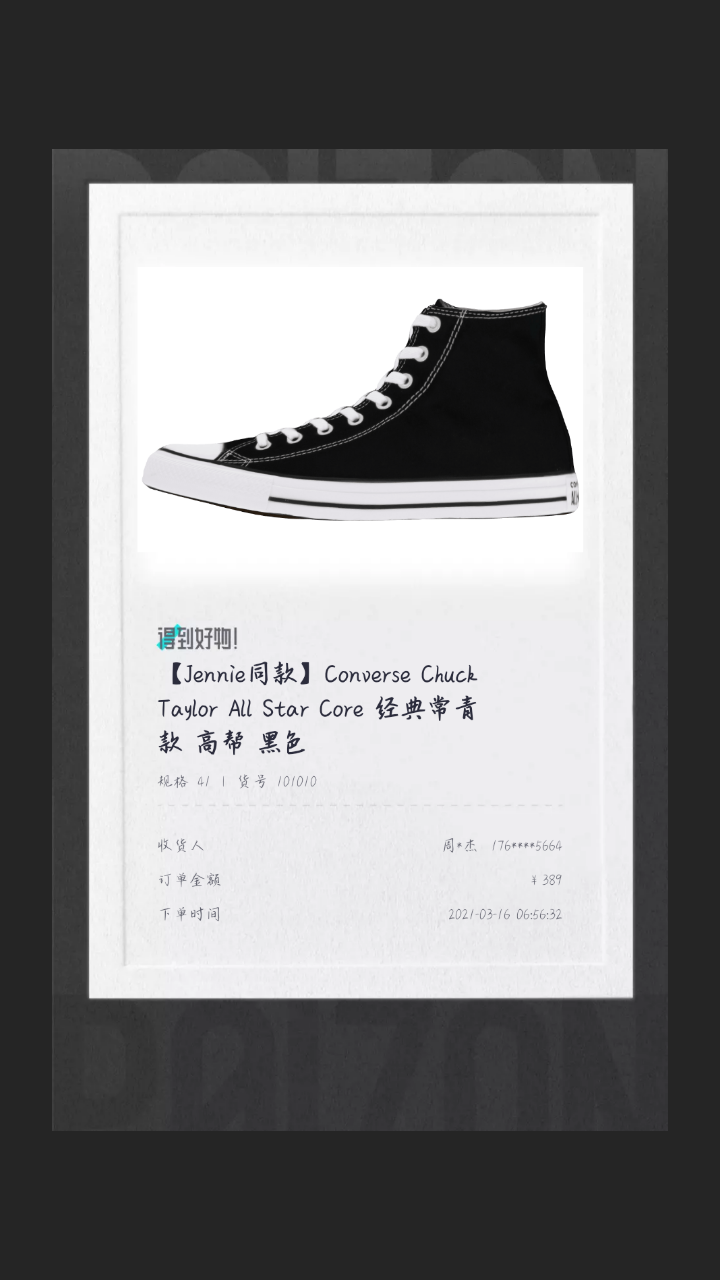 得到好物!
【Jennie同款】Converse Chuck
Taylor All Star Core 经典常青
款 高帮 黑色
规格 41 | 货号 101010
收货人 周*杰 176****5664
订单金额 ¥ 389
下单时间 2021-03-16 06:56:32